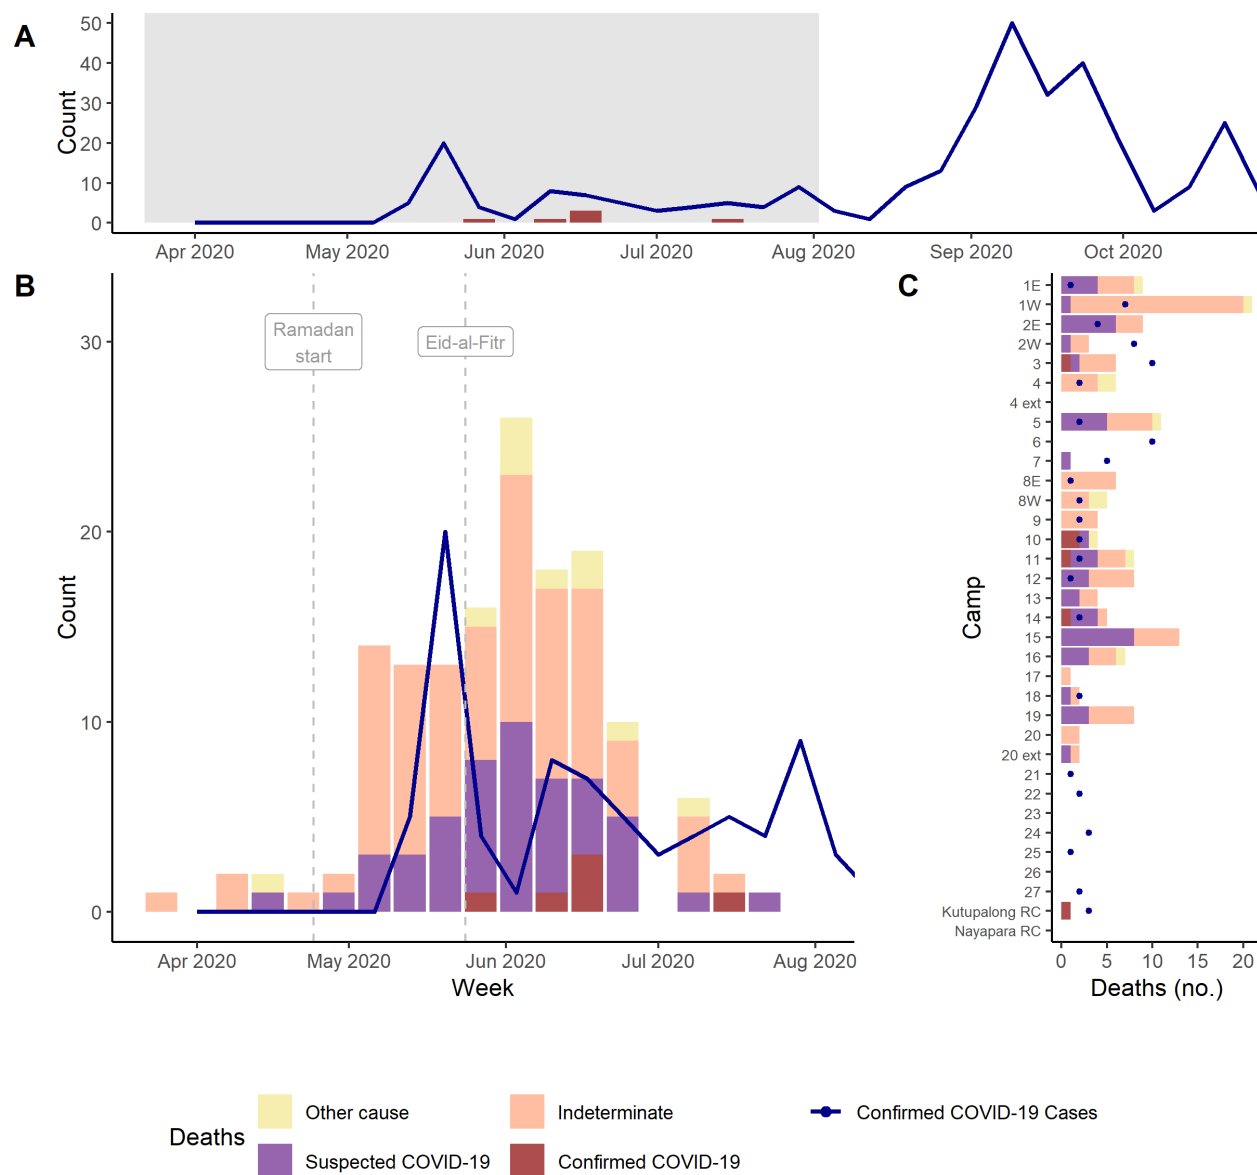 A
Count
50
40
30
20
10
0
Apr 2020
May 2020
Jun 2020
Jul 2020
Aug 2020
Sep 2020
Oct 2020
B
Count
30
20
10
0
Ramadan
start
Eid-al-Fitr
Apr 2020
May 2020
Jun 2020
Jul 2020
Aug 2020
Week
C
Camp
1E
1W
2E
2W
3
4
4 ext
5
6
7
8E
8W
9
10
11
12
13
14
15
16
17
18
19
20
20 ext
21
22
23
24
25
26
27
Kutupalong RC
Nayapara RC
0
5
10
15
20
Deaths (no.)
Deaths
Other cause
Indeterminate
Confirmed COVID-19 Cases
Suspected COVID-19
Confirmed COVID-19